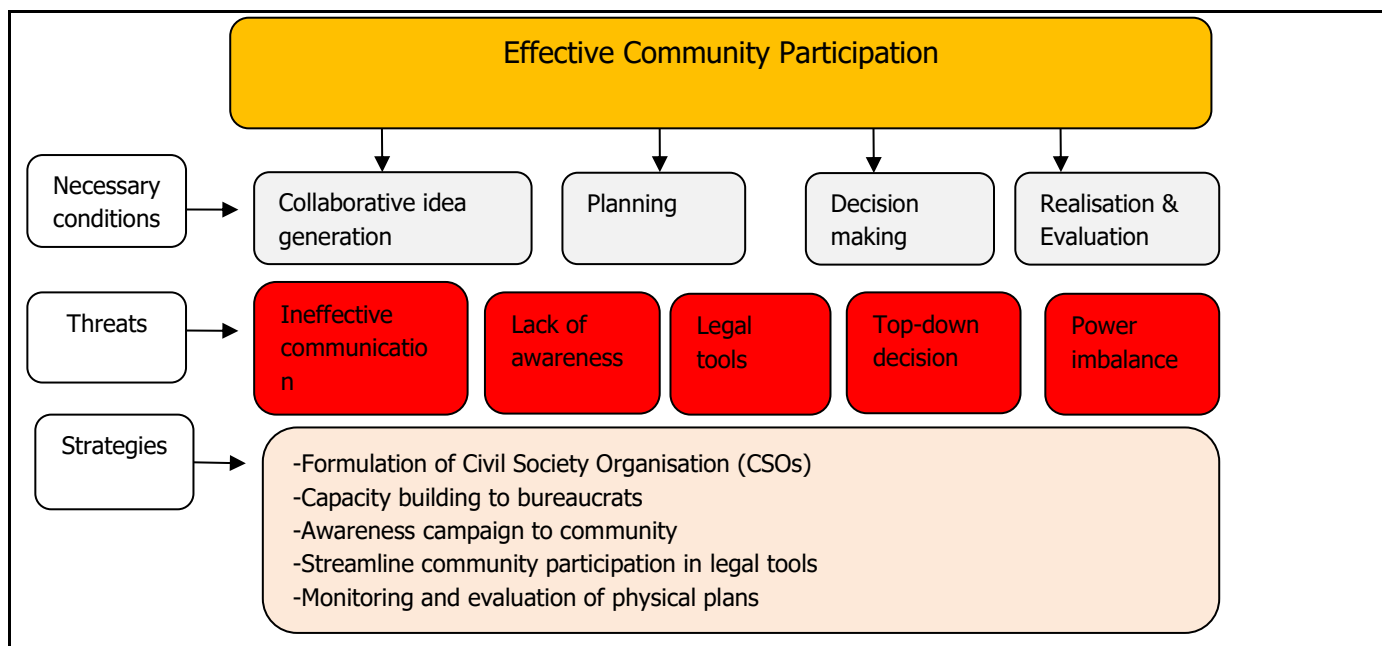 Effective Community Participation
Necessary
conditions
Collaborative idea
generation
Planning
Decision
making
Realisation &
Evaluation
Threats
Ineffective
communicatio
n
Lack of
awareness
Legal
tools
Top-down
decision
Power
imbalance
Strategies
-Formulation of Civil Society Organisation (CSOs)
-Capacity building to bureaucrats
-Awareness campaign to community
-Streamline community participation in legal tools
-Monitoring and evaluation of physical plans